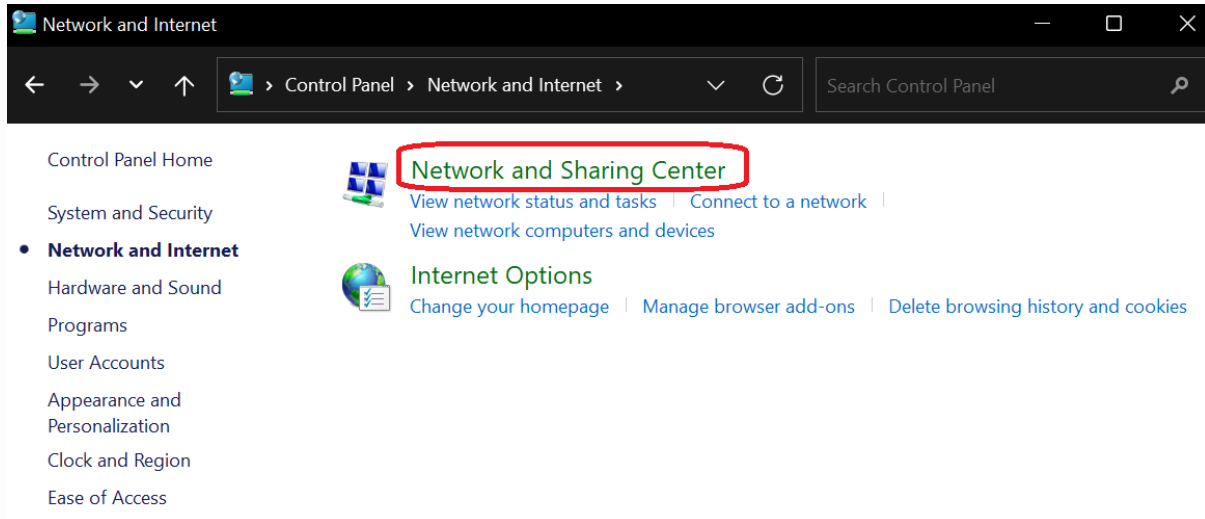 Network and Internet
Control Panel > Network and Internet >
Search Control Panel
Control Panel Home
System and Security
Network and Internet
Hardware and Sound
Programs
User Accounts
Appearance and
Personalization
Clock and Region
Ease of Access
Network and Sharing Center
View network status and tasks | Connect to a network |
View network computers and devices
Internet Options
Change your homepage | Manage browser add-ons | Delete browsing history and cookies